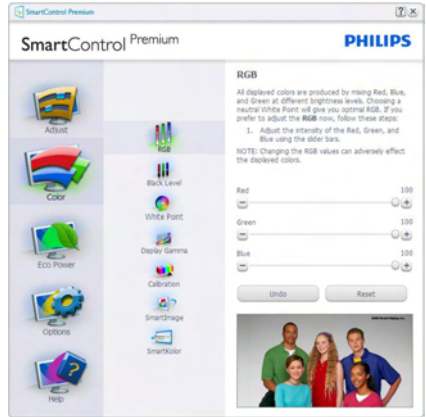 SmartControl Premium
SmartControl Premium
PHILIPS
Adjust
Color
Eco Power
Options
Help
RGB
Black Level
White Point
Display Gamma
Calibration
SmartImage
SmartKolor
RGB
All displayed colors are produced by mixing Red, Blue,
and Green at different brightness levels. Choosing a
neutral White Point will give you optimal RGB. If you
prefer to adjust the RGB now, follow these steps:
1. Adjust the intensity of the Red, Green, and
Blue using the slider bars.
NOTE: Changing the RGB values can adversely effect
the displayed colors.
Red 100
Green 100
Blue 100
Undo Reset